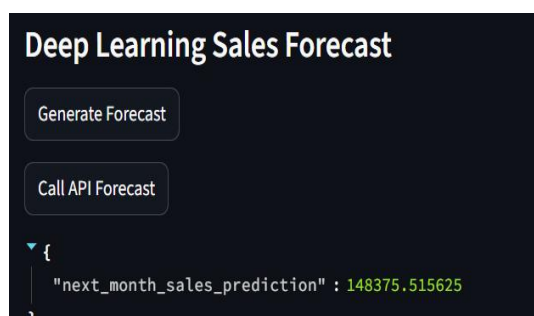 Deep Learning Sales Forecast
Generate Forecast
Call API Forecast
{
"next_month_sales_prediction" : 148375.515625
}